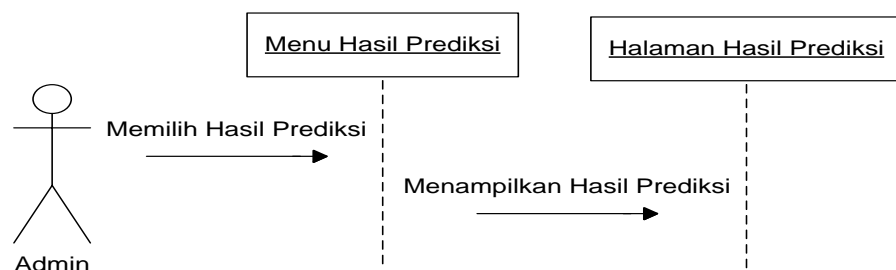 Menu Hasil Prediksi
Halaman Hasil Prediksi
Memilih Hasil Prediksi
Menampilkan Hasil Prediksi
Admin